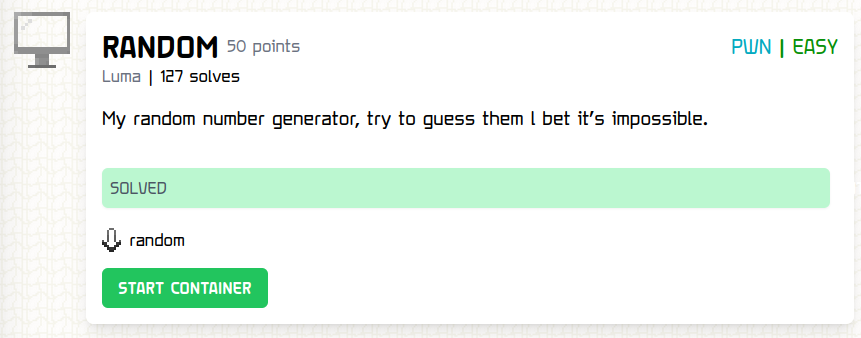 RANDOM 50 points PWN | EASY
Luma | 127 solves
My random number generator, try to guess them I bet it's impossible.
SOLVED
random
START CONTAINER